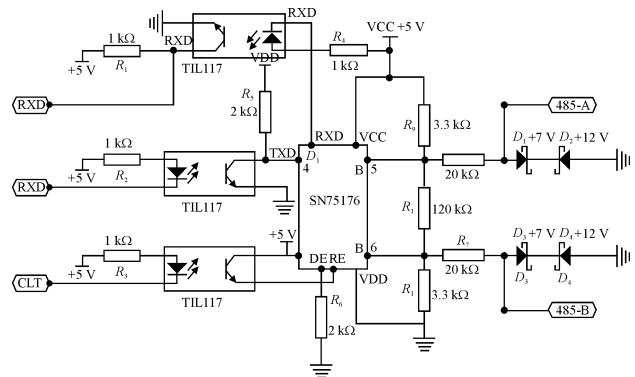 RXD
VCC +5 V
1 kΩ
RXD
R4
+5 V
R1
TIL117
VDD
1 kΩ
RXD
R5
2 kΩ
485-A
R9
3.3 kΩ
1 kΩ
TXD
D1
RXD
VCC
D1 +7 V
D2 +12 V
4
B
5
20 kΩ
+5 V
R2
RXD
TIL117
SN75176
R1
120 kΩ
1 kΩ
+5 V
DE RE
B
6
R7
D3 +7 V
D4 +12 V
20 kΩ
+5 V
R3
VDD
D3
D4
CLT
TIL117
R6
2 kΩ
R1
3.3 kΩ
485-B